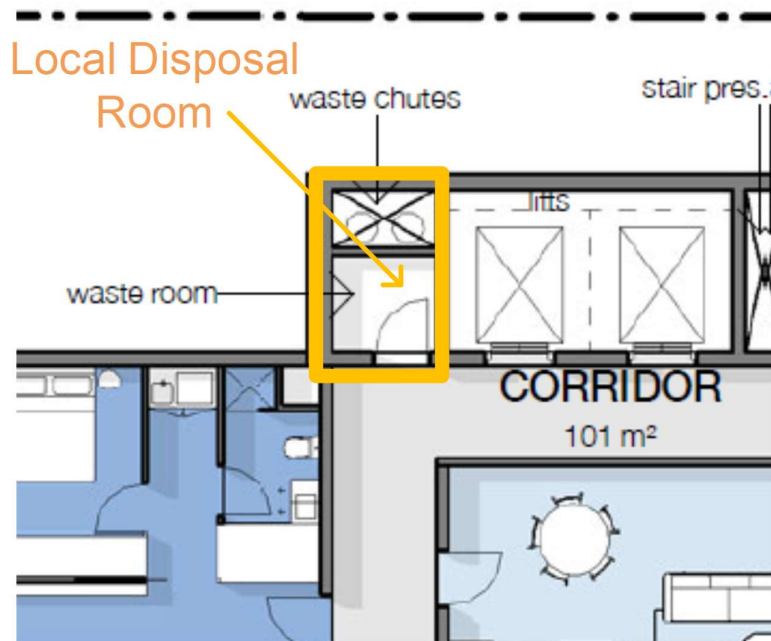 Local Disposal
Room
waste chutes
stair pres.
lifts
waste room
CORRIDOR
101 m²